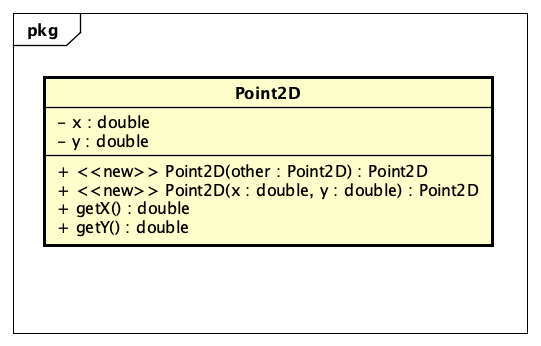 pkg
Point2D
- x : double
- y : double
+ <<new>> Point2D(other : Point2D) : Point2D
+ <<new>> Point2D(x : double, y : double) : Point2D
+ getX() : double
+ getY() : double